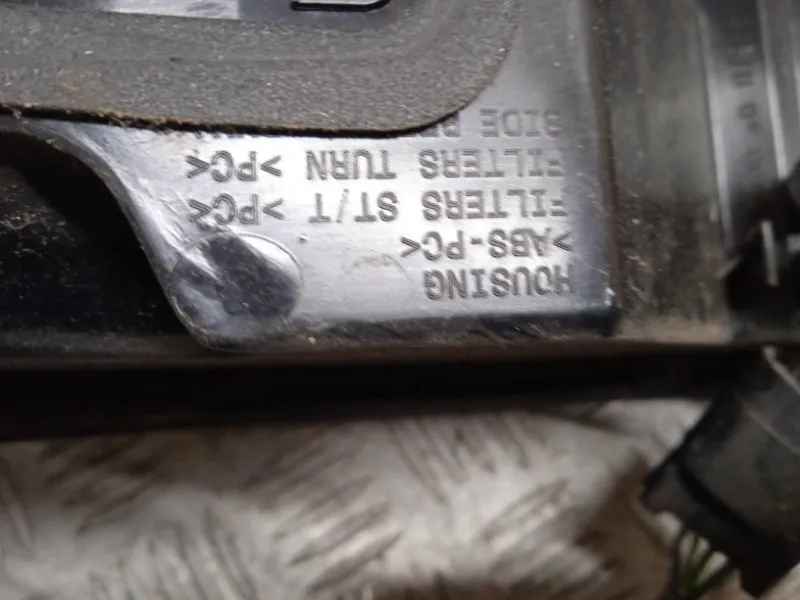 HOUSING
>ABS-PC<
FILTERS ST/T >PC<
FILTERS TURN >PC<
SIDE